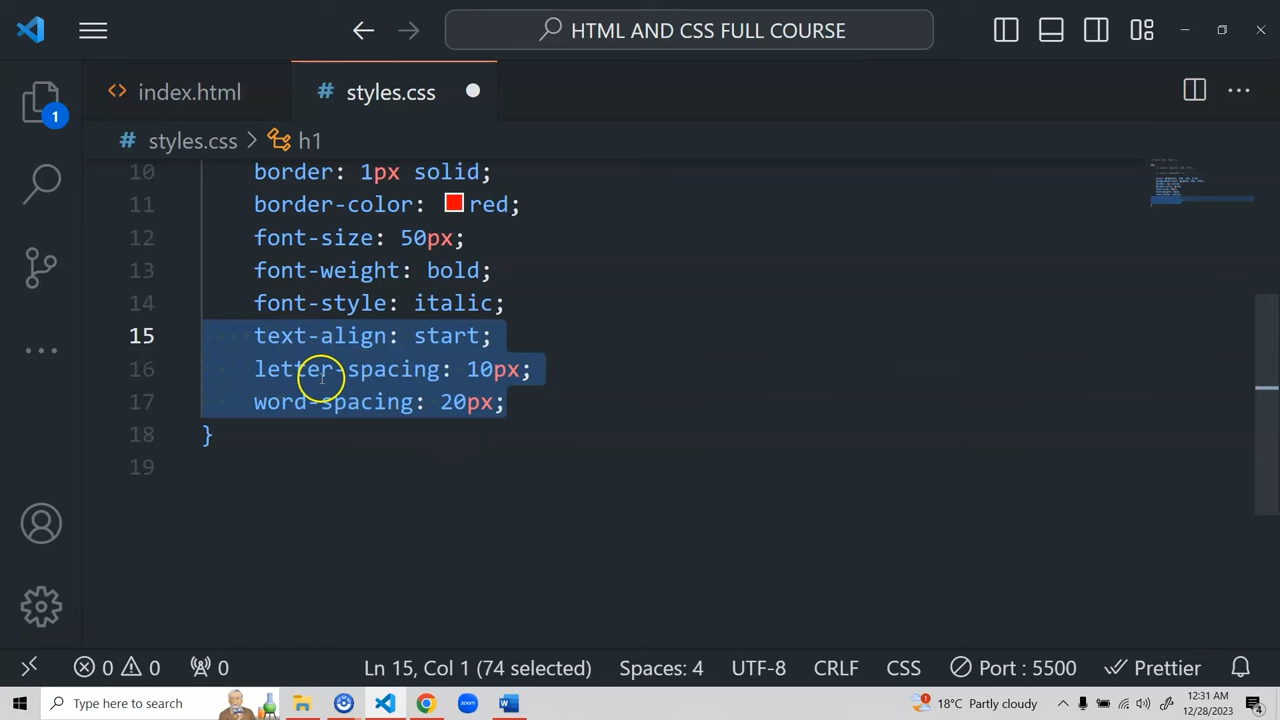 HTML AND CSS FULL COURSE
1
<> index.html
# styles.css
# styles.css > h1
10 border: 1px solid;
11 border-color: red;
12 font-size: 50px;
13 font-weight: bold;
14 font-style: italic;
15 text-align: start;
16 letter-spacing: 10px;
17 word-spacing: 20px;
18 }
19
0 0 0 Ln 15, Col 1 (74 selected) Spaces: 4 UTF-8 CRLF CSS Port : 5500 Prettier
Type here to search 1 18°C Partly cloudy 12:31 AM
12/28/2023 4